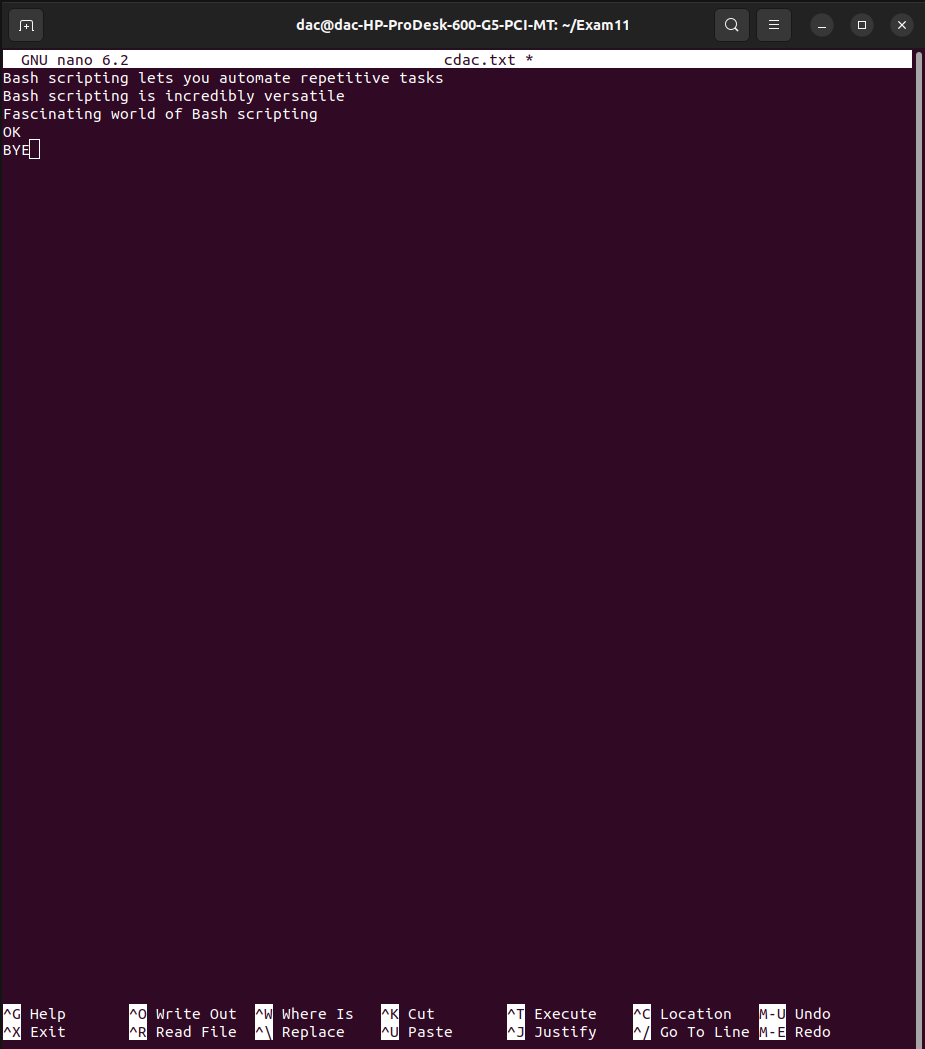 dac@dac-HP-ProDesk-600-G5-PCI-MT: ~/Exam11
GNU nano 6.2 cdac.txt *
Bash scripting lets you automate repetitive tasks
Bash scripting is incredibly versatile
Fascinating world of Bash scripting
OK
BYE
^G Help ^O Write Out ^W Where Is ^K Cut ^T Execute ^C Location M-U Undo
^X Exit ^R Read File ^\ Replace ^U Paste ^J Justify ^/ Go To Line M-E Redo